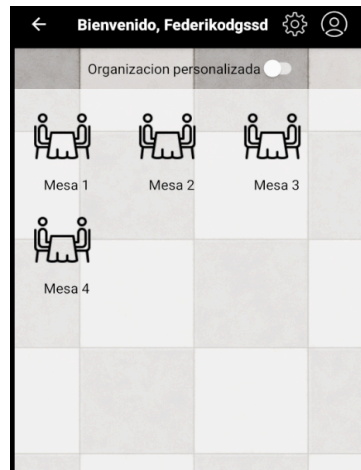 Bienvenido, Federikodgssd
Organizacion personalizada
Mesa 1
Mesa 2
Mesa 3
Mesa 4